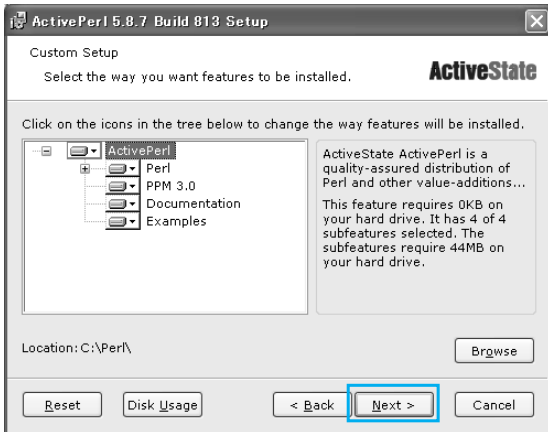 ActivePerl 5.8.7 Build 813 Setup
Custom Setup
Select the way you want features to be installed.
ActiveState
Click on the icons in the tree below to change the way features will be installed.
ActivePerl
Perl
PPM 3.0
Documentation
Examples
ActiveState ActivePerl is a
quality-assured distribution of
Perl and other value-additions...
This feature requires 0KB on
your hard drive. It has 4 of 4
subfeatures selected. The
subfeatures require 44MB on
your hard drive.
Location: C:\Perl\
Browse
Reset
Disk Usage
< Back
Next >
Cancel